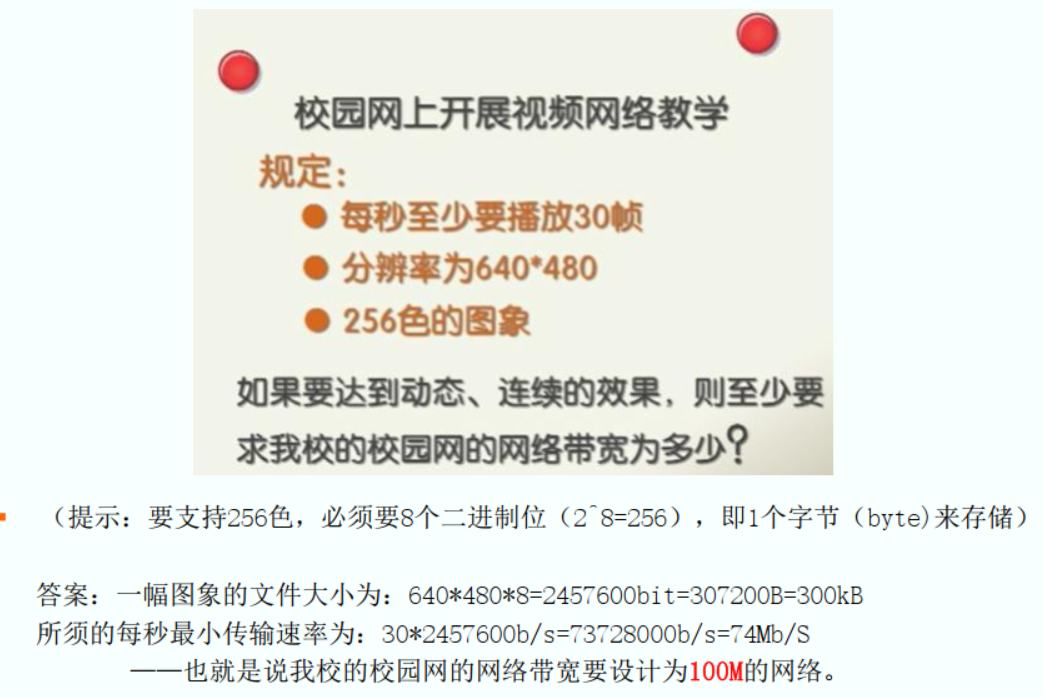 校园网上开展视频网络教学
规定：
● 每秒至少要播放30帧
● 分辨率为640*480
● 256色的图象
如果要达到动态、连续的效果，则至少要
求我校的校园网的网络带宽为多少？
（提示：要支持256色，必须要8个二进制位（2^8=256），即1个字节（byte)来存储）
答案：一幅图象的文件大小为：640*480*8=2457600bit=307200B=300kB
所须的每秒最小传输速率为：30*2457600b/s=73728000b/s=74Mb/S
——也就是说我校的校园网的网络带宽要设计为100M的网络。